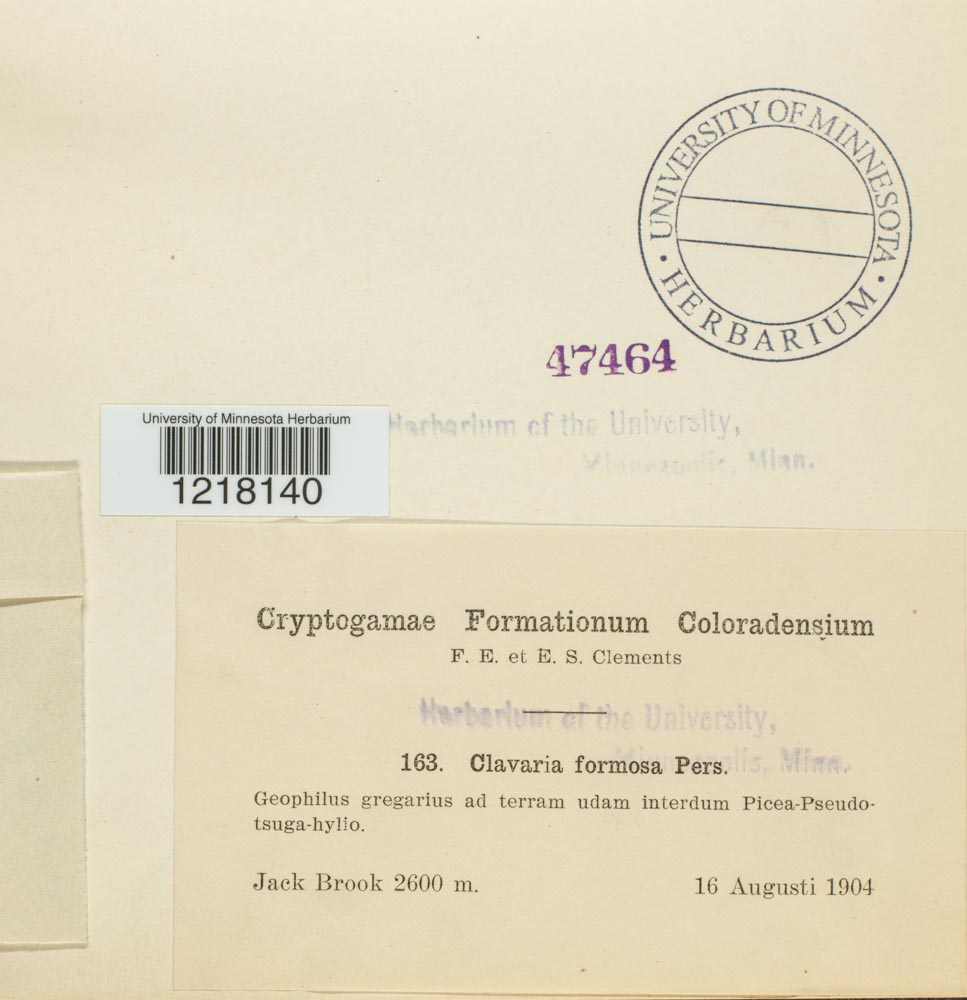 UNIVERSITY OF MINNESOTA
· HERBARIUM ·
47464
Herbarium of the University,
Minneapolis, Minn.
University of Minnesota Herbarium
1218140
Cryptogamae Formationum Coloradensium
F. E. et E. S. Clements
Herbarium of the University,
Minneapolis, Minn.
163. Clavaria formosa Pers.
Geophilus gregarius ad terram udam interdum Picea-Pseudo-
tsuga-hylio.
Jack Brook 2600 m.
16 Augusti 1904